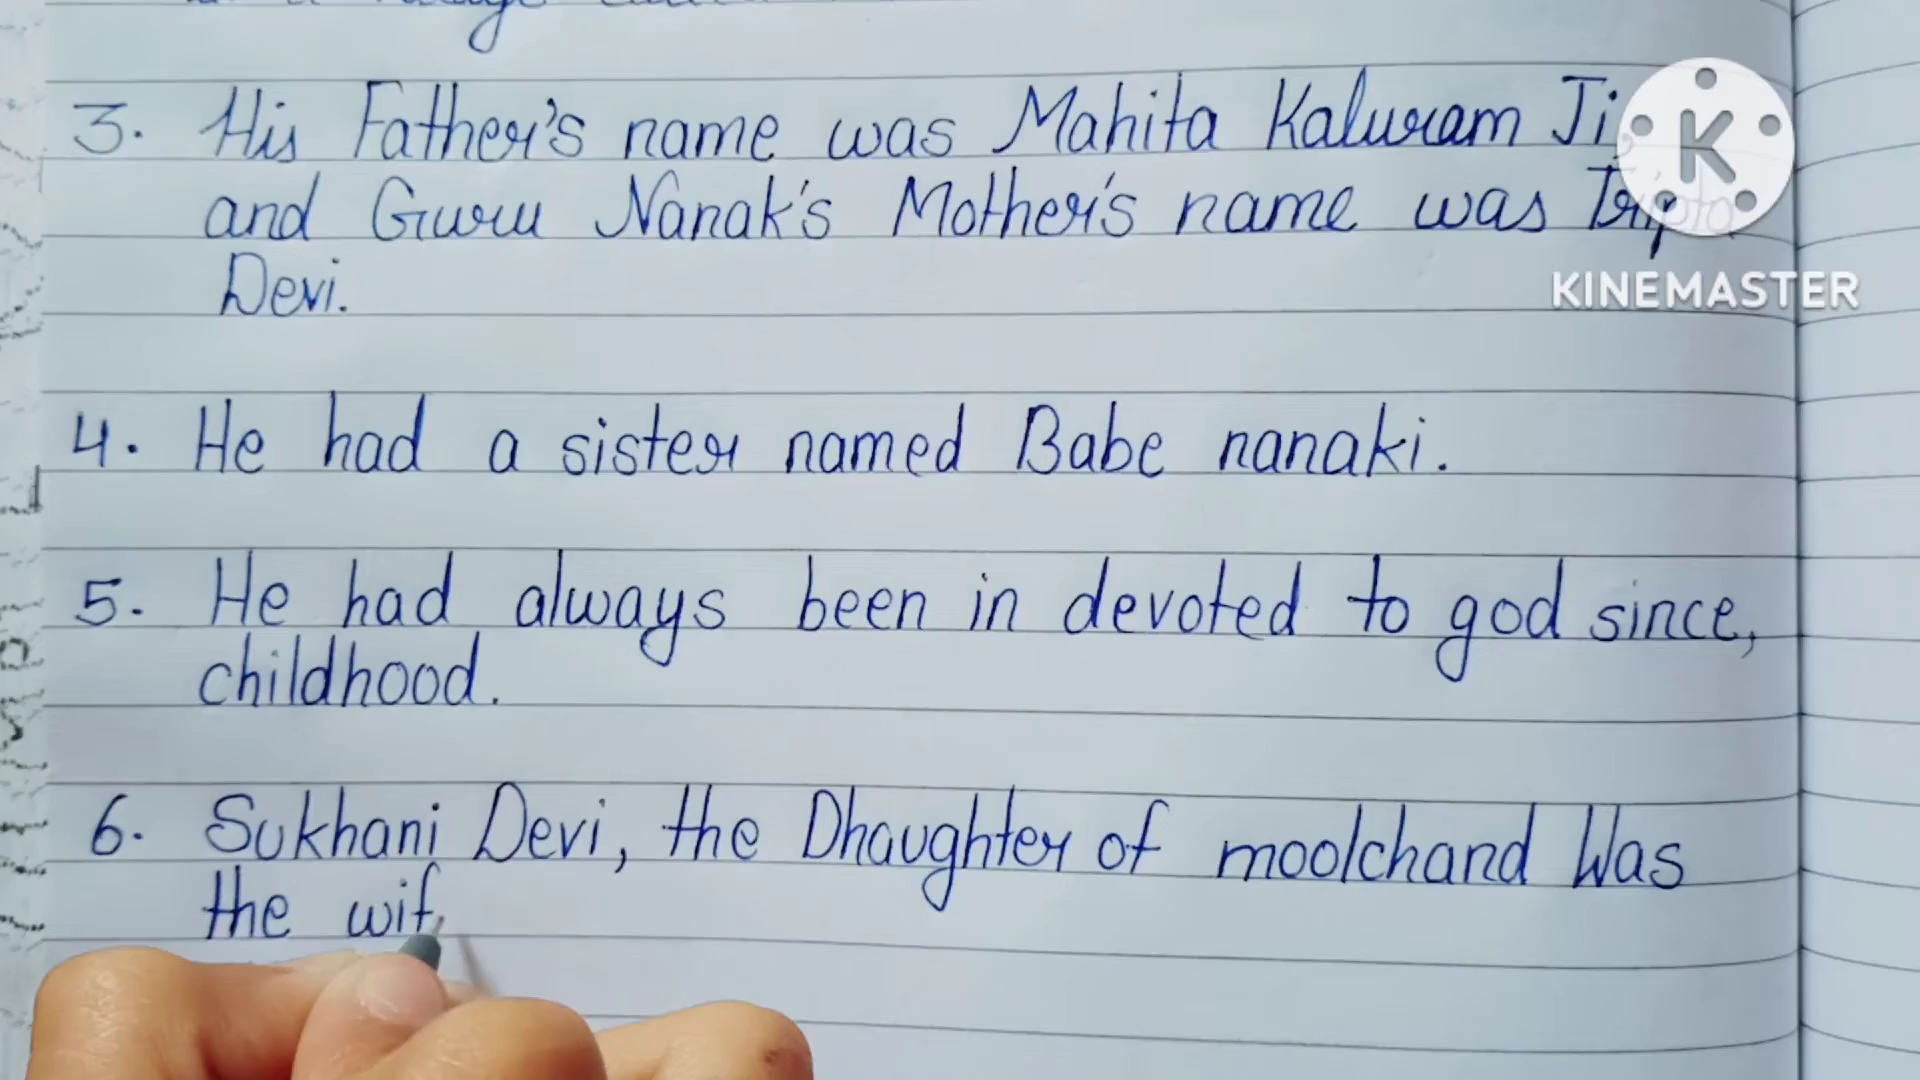 3. His Father's name was Mahita Kaluram Ji,
and Guru Nanak's Mother's name was Tripta
Devi.
4. He had a sister named Babe nanaki.
5. He had always been in devoted to god since,
childhood.
6. Sukhani Devi, the Dhaughter of moolchand Was
the wif
K
KINEMASTER